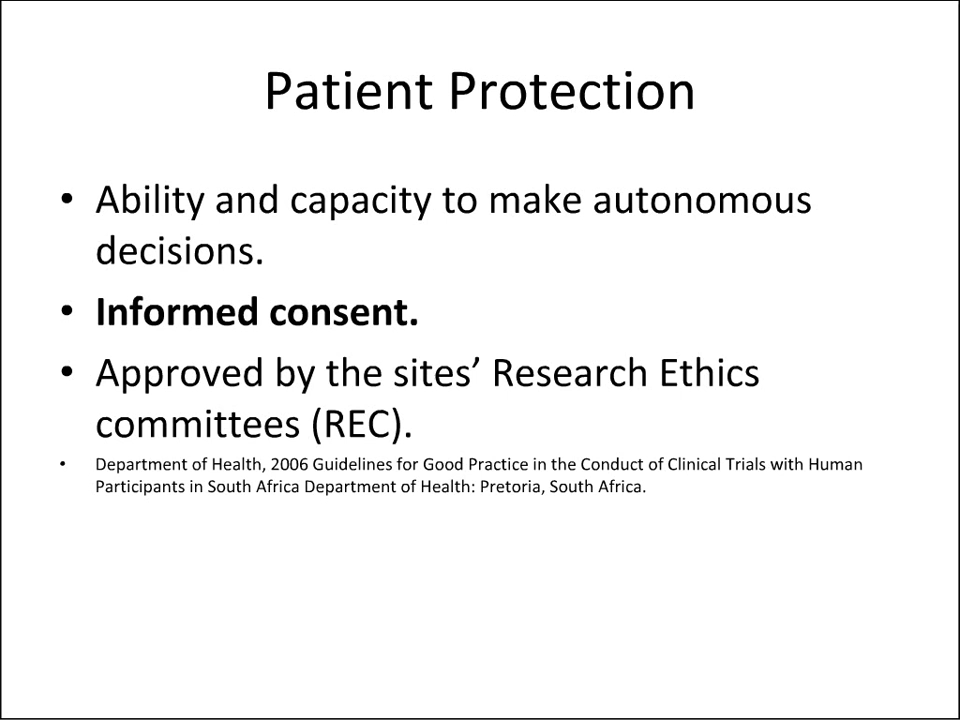 Patient Protection
• Ability and capacity to make autonomous
decisions.
• Informed consent.
• Approved by the sites’ Research Ethics
committees (REC).
• Department of Health, 2006 Guidelines for Good Practice in the Conduct of Clinical Trials with Human
Participants in South Africa Department of Health: Pretoria, South Africa.